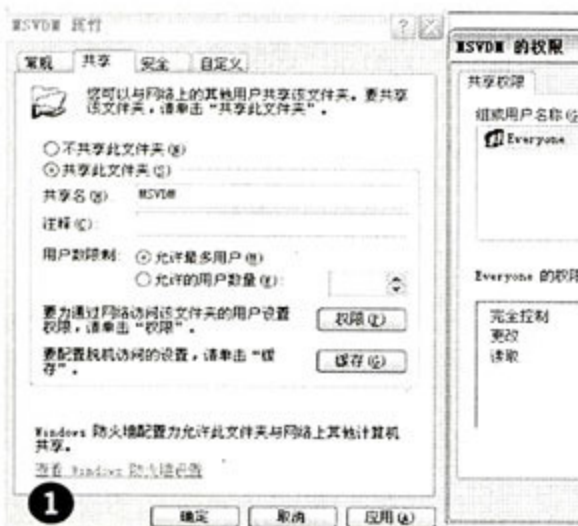 MSVDM 属性
常规 共享 安全 自定义
您可以与网络上的其他用户共享该文件夹。要共享
该文件夹，请单击“共享此文件夹”。
不共享此文件夹(N)
共享此文件夹(S)
共享名(H) MSVDM
注释(C):
用户数限制: 允许最多用户(M)
允许的用户数量(W):
要为通过网络访问该文件夹的用户设置
权限，请单击“权限”。
权限(P)
要配置脱机访问的设置，请单击“缓
存”。
缓存(G)
Windows 防火墙配置为允许此文件夹与网络上其他计算机
共享。
查看 Windows 防火墙设置
1
确定 取消 应用(A)
MSVDM 的权限
共享权限
组或用户名称(G
Everyone
Everyone 的权限
完全控制
更改
读取